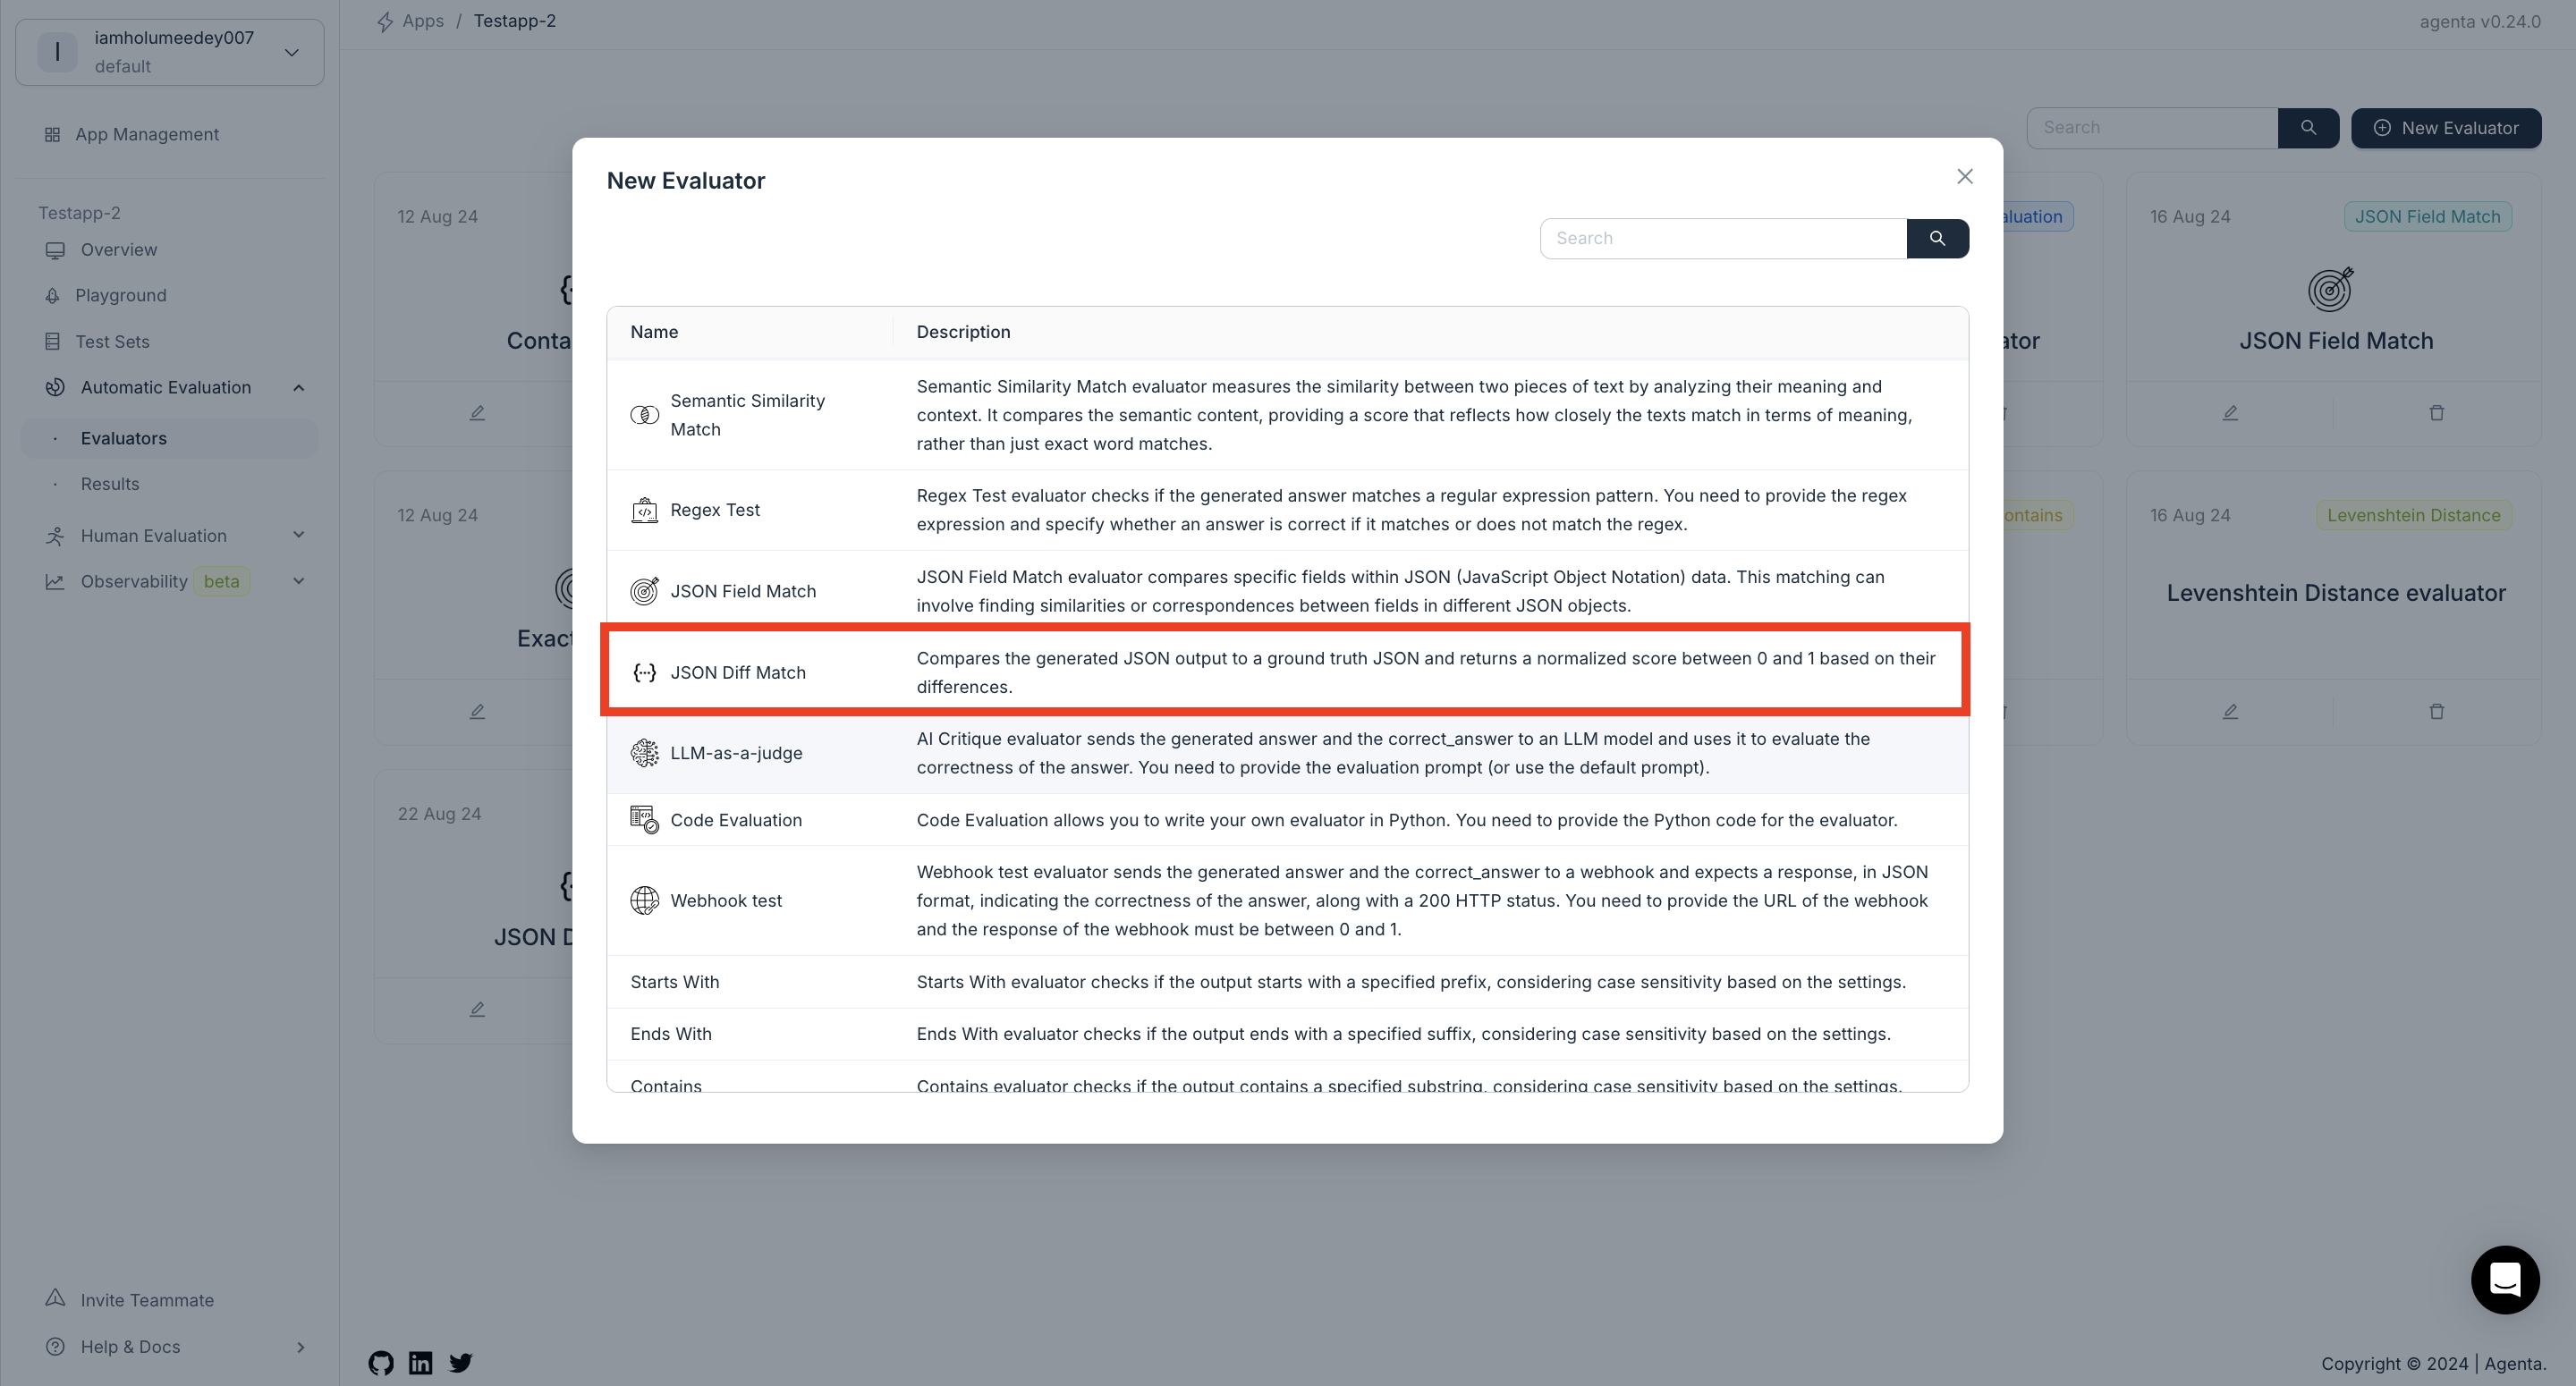 I
iamholumeedey007
default
App Management
Testapp-2
Overview
Playground
Test Sets
Automatic Evaluation
Evaluators
Results
Human Evaluation
Observability beta
Invite Teammate
Help & Docs
Apps / Testapp-2
agenta v0.24.0
Search
New Evaluator
12 Aug 24
16 Aug 24
JSON Field Match
JSON Field Match
12 Aug 24
16 Aug 24
Levenshtein Distance
Levenshtein Distance evaluator
22 Aug 24
New Evaluator
Search
Name
Description
Semantic Similarity
Match
Semantic Similarity Match evaluator measures the similarity between two pieces of text by analyzing their meaning and
context. It compares the semantic content, providing a score that reflects how closely the texts match in terms of meaning,
rather than just exact word matches.
Regex Test
Regex Test evaluator checks if the generated answer matches a regular expression pattern. You need to provide the regex
expression and specify whether an answer is correct if it matches or does not match the regex.
JSON Field Match
JSON Field Match evaluator compares specific fields within JSON (JavaScript Object Notation) data. This matching can
involve finding similarities or correspondences between fields in different JSON objects.
JSON Diff Match
Compares the generated JSON output to a ground truth JSON and returns a normalized score between 0 and 1 based on their
differences.
LLM-as-a-judge
AI Critique evaluator sends the generated answer and the correct_answer to an LLM model and uses it to evaluate the
correctness of the answer. You need to provide the evaluation prompt (or use the default prompt).
Code Evaluation
Code Evaluation allows you to write your own evaluator in Python. You need to provide the Python code for the evaluator.
Webhook test
Webhook test evaluator sends the generated answer and the correct_answer to a webhook and expects a response, in JSON
format, indicating the correctness of the answer, along with a 200 HTTP status. You need to provide the URL of the webhook
and the response of the webhook must be between 0 and 1.
Starts With
Starts With evaluator checks if the output starts with a specified prefix, considering case sensitivity based on the settings.
Ends With
Ends With evaluator checks if the output ends with a specified suffix, considering case sensitivity based on the settings.
Contains
Contains evaluator checks if the output contains a specified substring, considering case sensitivity based on the settings.
Copyright © 2024 | Agenta.